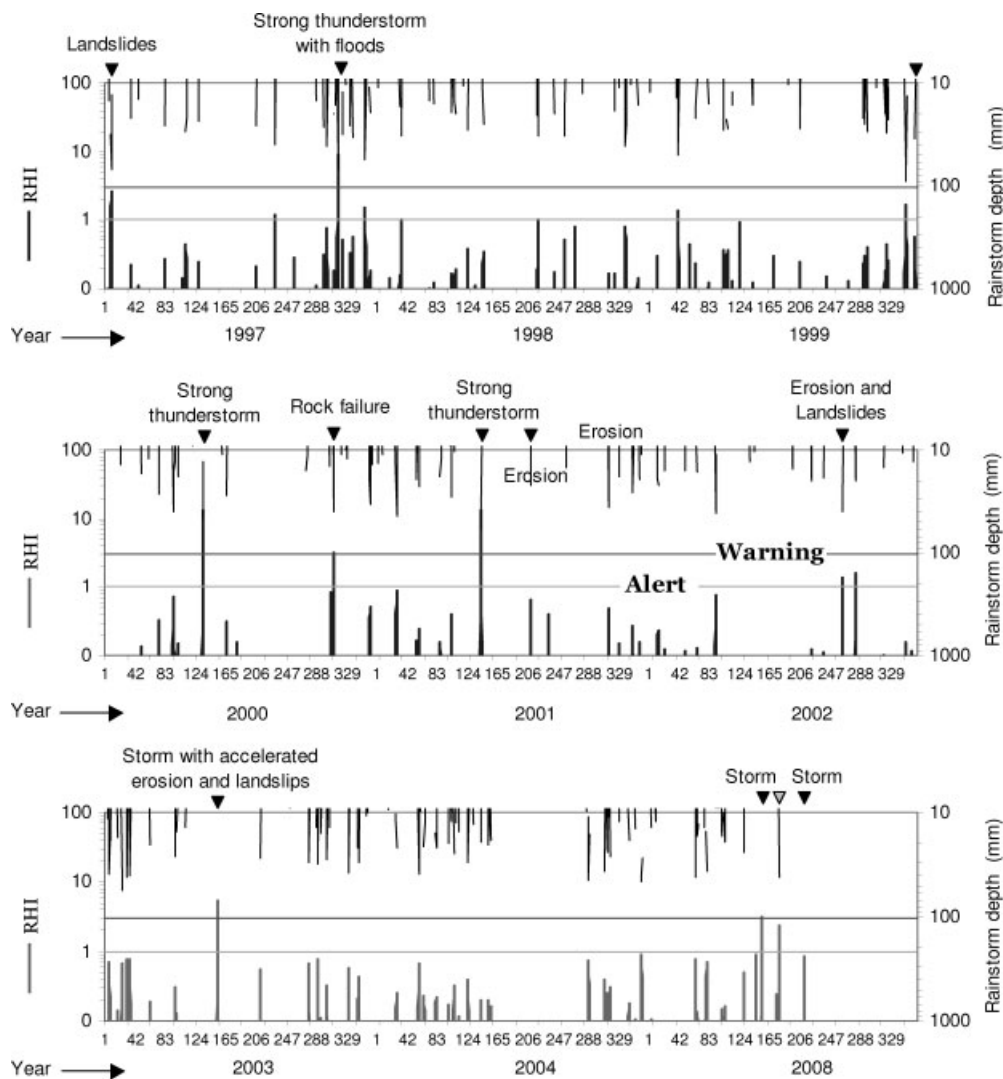 Strong thunderstorm
Landslides with floods
100 10
10
100
1
0 1000
RHI
Rainstorm depth (mm)
1 42 83 124 165 206 247 288 329 1 42 83 124 165 206 247 288 329 1 42 83 124 165 206 247 288 329
Year 1997 1998 1999
Strong Strong Erosion and
thunderstorm Rock failure thunderstorm Erosion Landslides
100 10
Erosion
10
100
Warning
Alert
1
0 1000
RHI
Rainstorm depth (mm)
1 42 83 124 165 206 247 288 329 1 42 83 124 165 206 247 288 329 1 42 83 124 165 206 247 288 329
Year 2000 2001 2002
Storm with accelerated
erosion and landslips Storm Storm
100 10
10
100
1
0 1000
RHI
Rainstorm depth (mm)
1 42 83 124 165 206 247 288 329 1 42 83 124 165 206 247 288 329 1 42 83 124 165 206 247 288 329
Year 2003 2004 2008